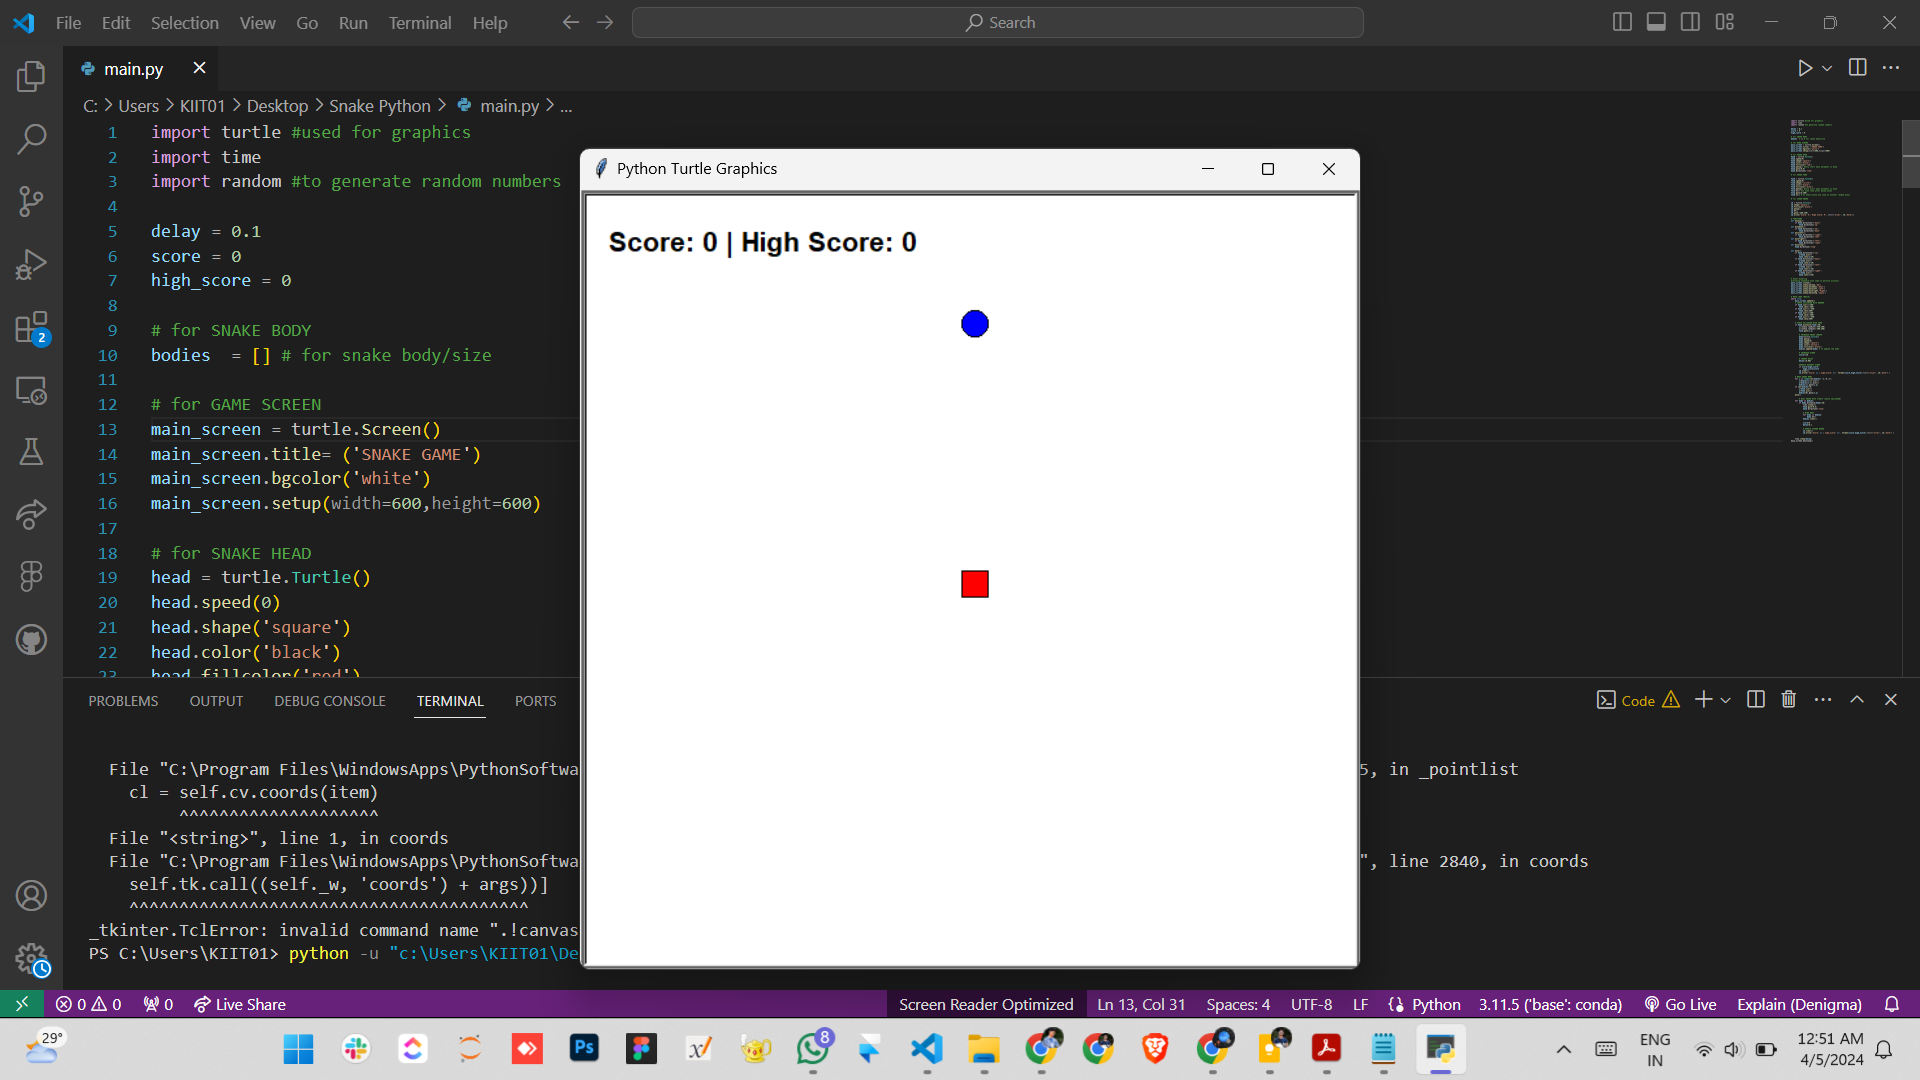 File Edit Selection View Go Run Terminal Help Search
main.py
C: > Users > KIIT01 > Desktop > Snake Python > main.py > ...
1 import turtle #used for graphics
2 import time
3 import random #to generate random numbers
4
5 delay = 0.1
6 score = 0
7 high_score = 0
8
9 # for SNAKE BODY
10 bodies = [] # for snake body/size
11
12 # for GAME SCREEN
13 main_screen = turtle.Screen()
14 main_screen.title= ('SNAKE GAME')
15 main_screen.bgcolor('white')
16 main_screen.setup(width=600,height=600)
17
18 # for SNAKE HEAD
19 head = turtle.Turtle()
20 head.speed(0)
21 head.shape('square')
22 head.color('black')
23 head.fillcolor('red')
Python Turtle Graphics
Score: 0 | High Score: 0
PROBLEMS OUTPUT DEBUG CONSOLE TERMINAL PORTS Code
File "C:\Program Files\WindowsApps\PythonSoftwa 5, in _pointlist
cl = self.cv.coords(item)
^^^^^^^^^^^^^^^^^^^^
File "<string>", line 1, in coords
File "C:\Program Files\WindowsApps\PythonSoftwa ", line 2840, in coords
self.tk.call((self._w, 'coords') + args))]
^^^^^^^^^^^^^^^^^^^^^^^^^^^^^^^^^^^^^^^^
_tkinter.TclError: invalid command name ".!canvas
PS C:\Users\KIIT01> python -u "c:\Users\KIIT01\De
0 0 0 Live Share Screen Reader Optimized Ln 13, Col 31 Spaces: 4 UTF-8 LF Python 3.11.5 ('base': conda) Go Live Explain (Denigma)
2
29°
Ps
8
ENG
IN
12:51 AM
4/5/2024